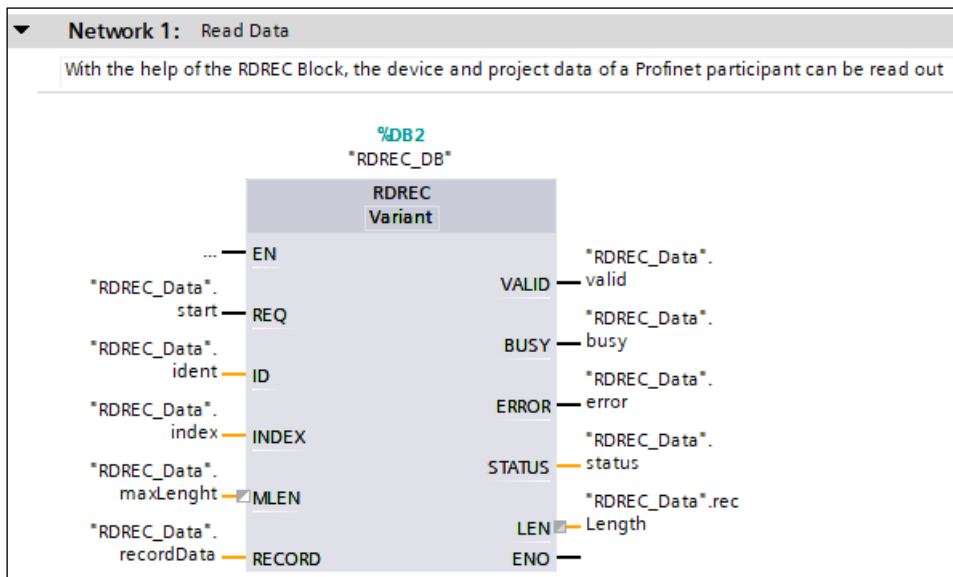 Network 1: Read Data
With the help of the RDREC Block, the device and project data of a Profinet participant can be read out
%DB2
"RDREC_DB"
RDREC
Variant
... EN
"RDREC_Data".
start
REQ
"RDREC_Data".
ident
ID
"RDREC_Data".
index
INDEX
"RDREC_Data".
maxLenght
MLEN
"RDREC_Data".
recordData
RECORD
VALID
"RDREC_Data".
valid
BUSY
"RDREC_Data".
busy
ERROR
"RDREC_Data".
error
STATUS
"RDREC_Data".
status
LEN
"RDREC_Data".rec
Length
ENO